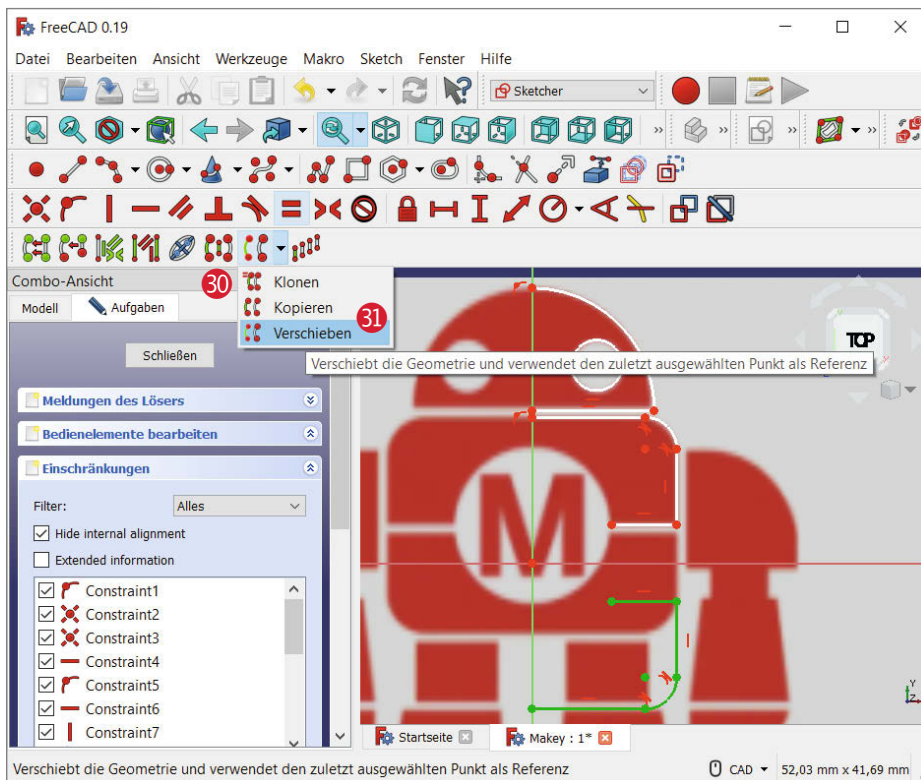 FreeCAD 0.19
Datei Bearbeiten Ansicht Werkzeuge Makro Sketch Fenster Hilfe
Sketcher
Combo-Ansicht
30 Klonen
Modell Aufgaben
Kopieren
31
Verschieben
TOP
Schließen
Verschiebt die Geometrie und verwendet den zuletzt ausgewählten Punkt als Referenz
Meldungen des Lösers
Bedienelemente bearbeiten
Einschränkungen
Filter: Alles
M
Hide internal alignment
Extended information
Constraint1
Constraint2
Constraint3
Constraint4
Constraint5
Constraint6
Constraint7
Y
Z
Startseite Makey : 1*
Verschiebt die Geometrie und verwendet den zuletzt ausgewählten Punkt als Referenz CAD 52,03 mm x 41,69 mm